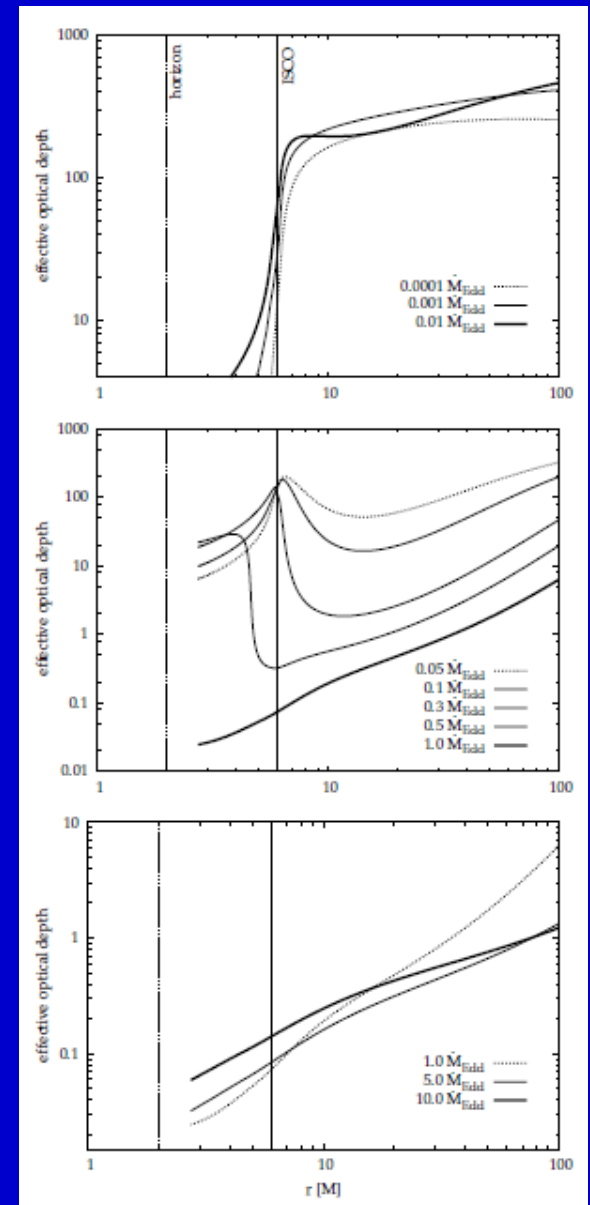 1000
100
10
effective optical depth
horizon
ISCO
0.0001 Ṁ_Edd
0.001 Ṁ_Edd
0.01 Ṁ_Edd
1
10
100
1000
100
10
1
0.1
0.01
effective optical depth
0.05 Ṁ_Edd
0.1 Ṁ_Edd
0.3 Ṁ_Edd
0.5 Ṁ_Edd
1.0 Ṁ_Edd
1
10
100
10
1
0.1
effective optical depth
1.0 Ṁ_Edd
5.0 Ṁ_Edd
10.0 Ṁ_Edd
1
10
100
r [M]